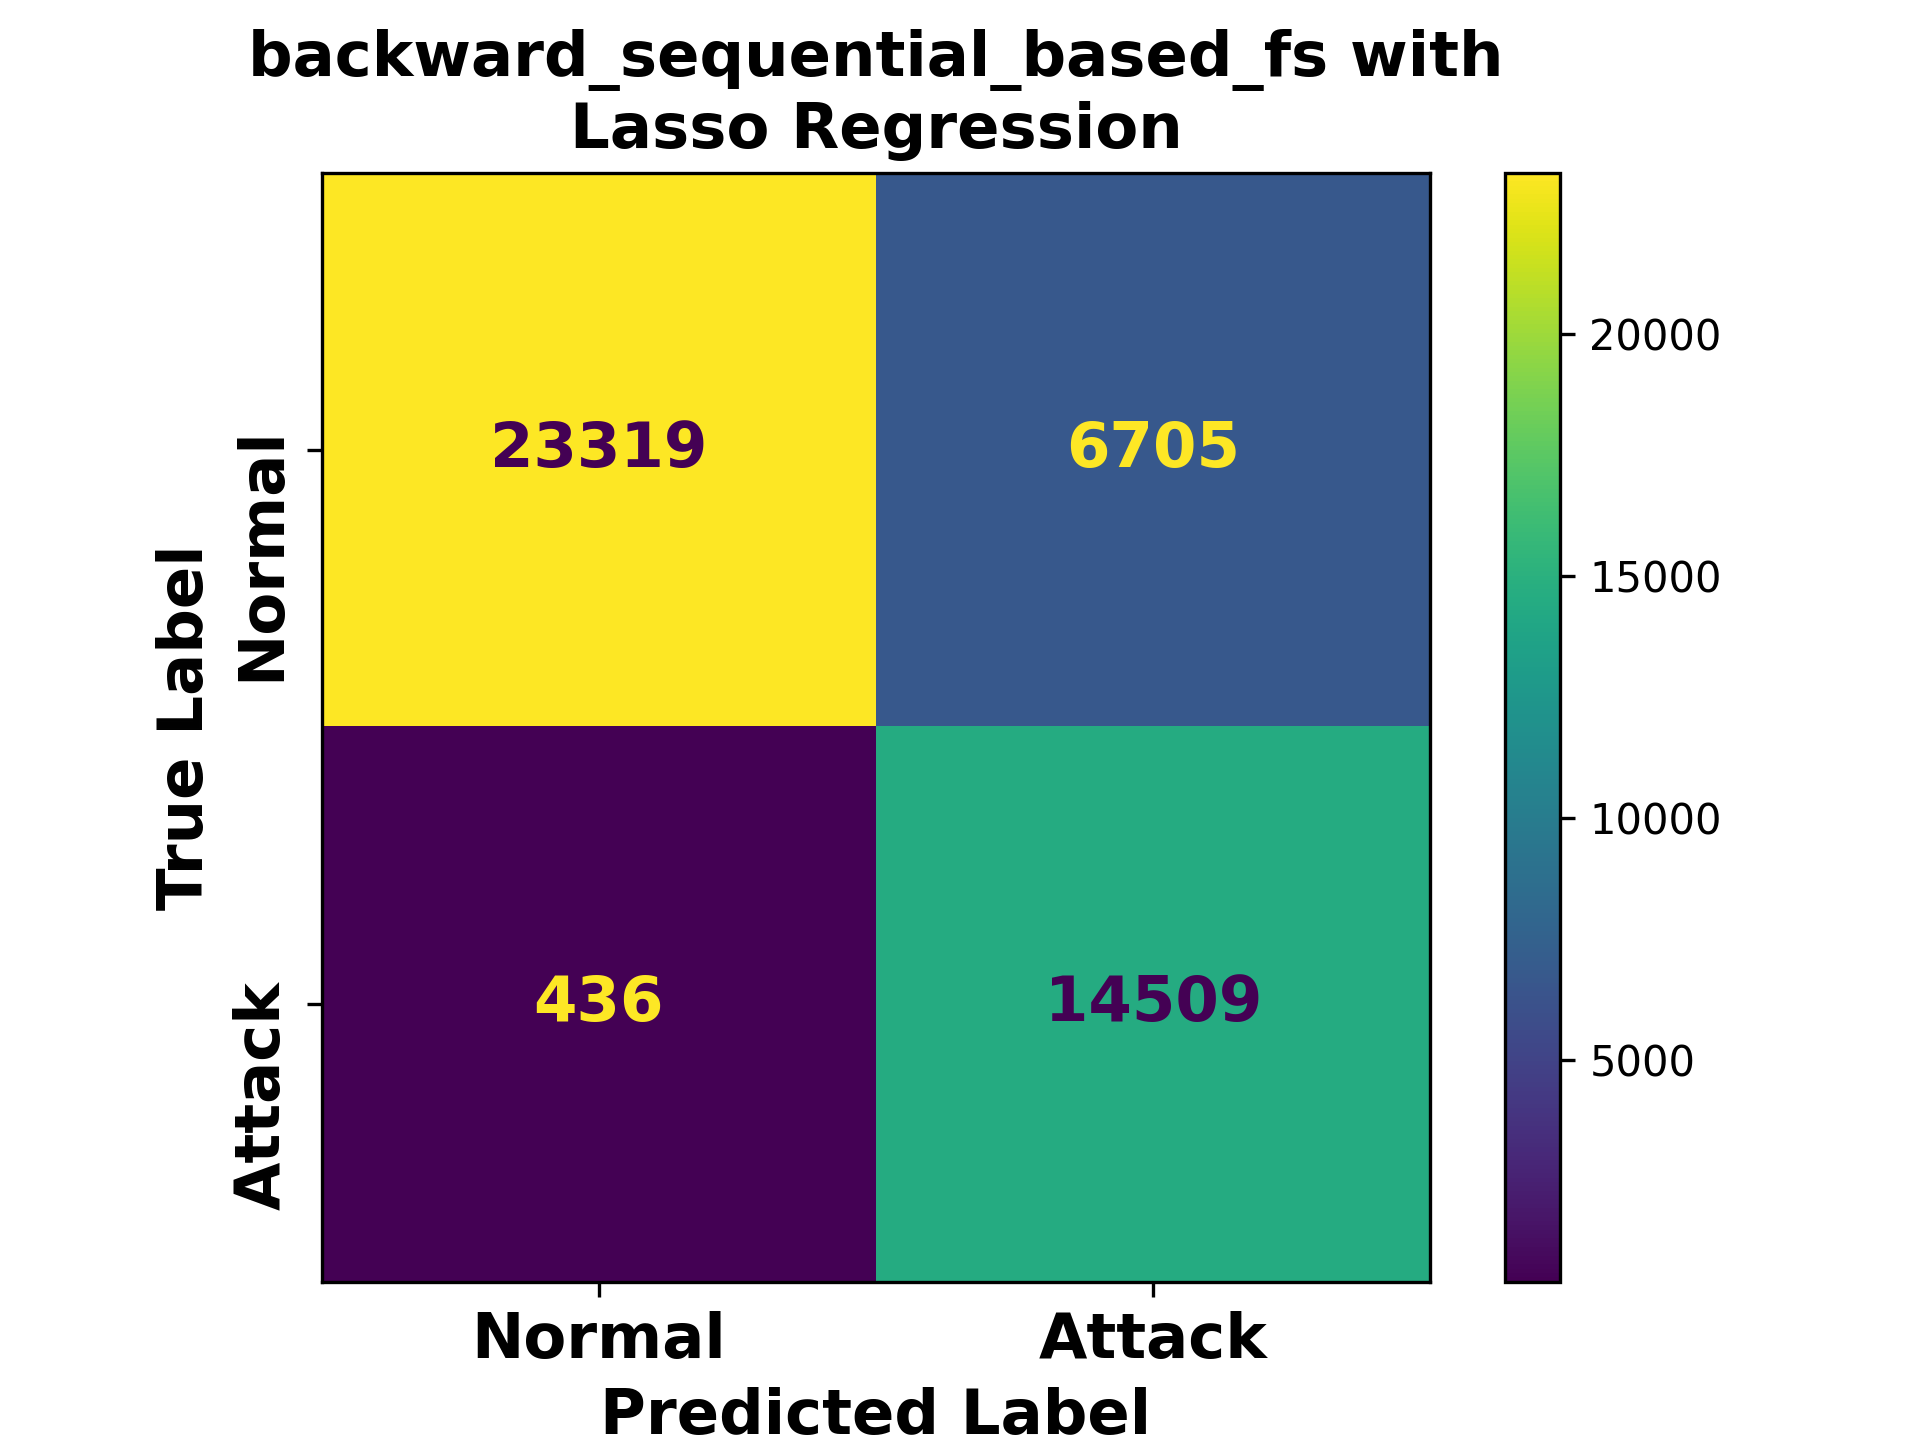 backward_sequential_based_fs with
Lasso Regression
True Label
Normal
23319
6705
Attack
436
14509
Normal
Attack
Predicted Label
20000
15000
10000
5000